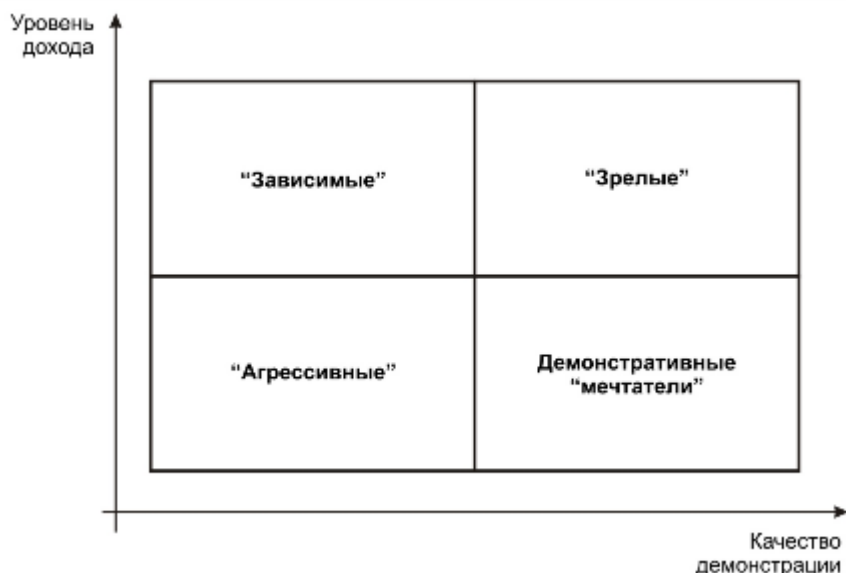 Уровень
дохода
“Зависимые”
“Зрелые”
“Агрессивные”
Демонстративные
“мечтатели”
Качество
демонстрации